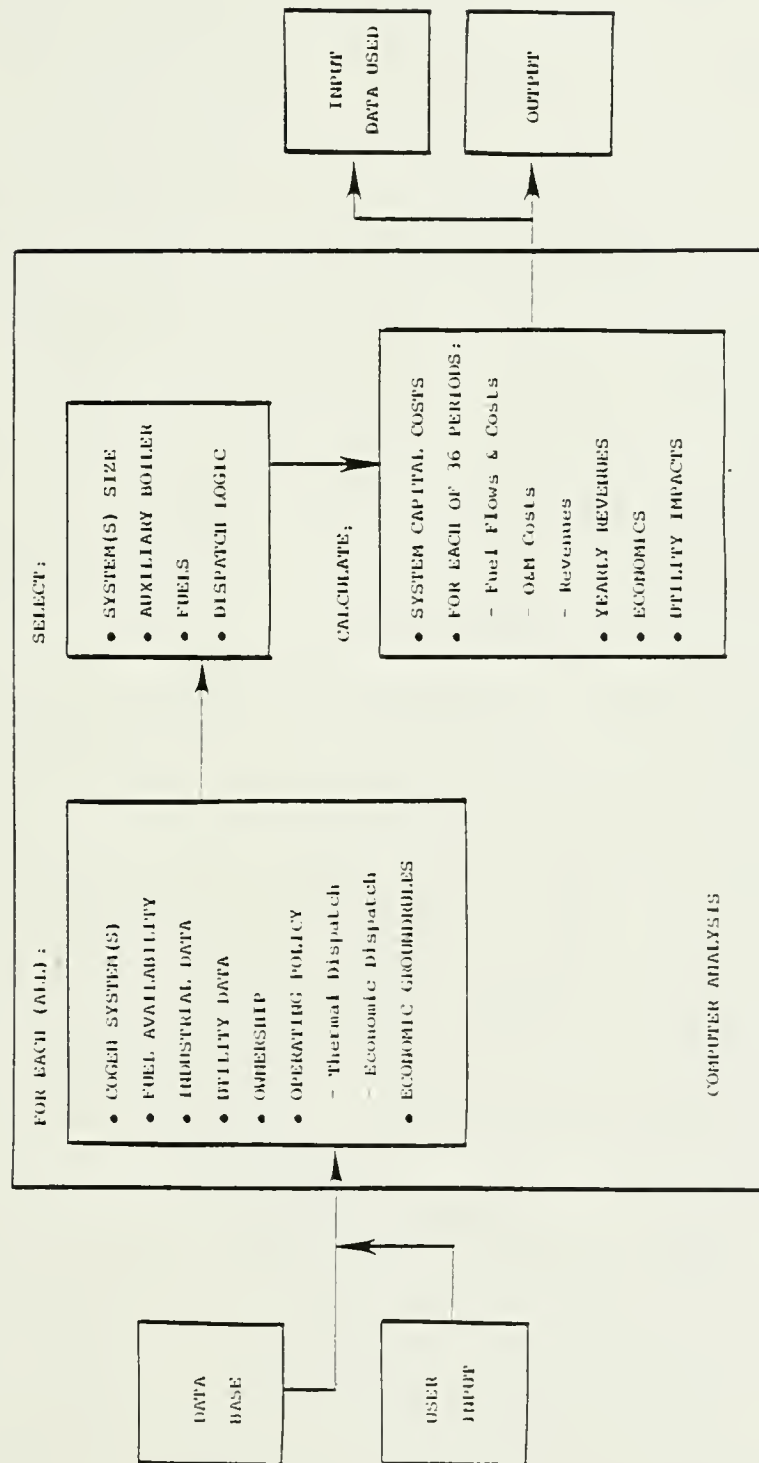 DATA
BASE
USER
INPUT
FOR EACH (ALL):
• COGEN SYSTEM(S)
• FUEL AVAILABILITY
• INDUSTRIAL DATA
• UTILITY DATA
• OWNERSHIP
• OPERATING POLICY
- Thermal Dispatch
- Economic Dispatch
• ECONOMIC GROUNDRULES
SELECT:
• SYSTEM(S) SIZE
• AUXILIARY BOILER
• FUELS
• DISPATCH LOGIC
CALCULATE:
• SYSTEM CAPITAL COSTS
• FOR EACH OF 36 PERIODS:
- Fuel Flows & Costs
- O&M Costs
- Revenues
• YEARLY REVENUES
• ECONOMICS
• UTILITY IMPACTS
COMPUTER ANALYSIS
INPUT
DATA USED
OUTPUT